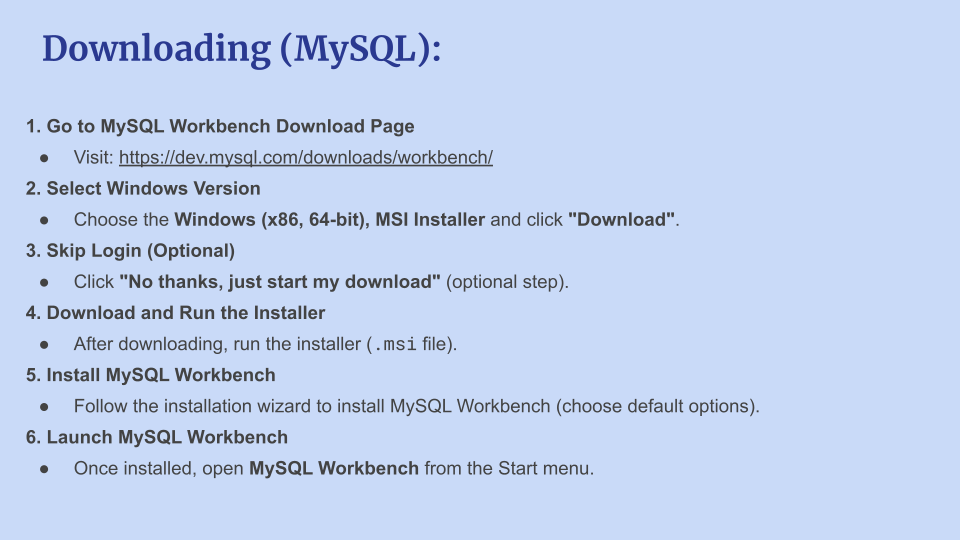 Downloading (MySQL):
1. Go to MySQL Workbench Download Page
● Visit: https://dev.mysql.com/downloads/workbench/
2. Select Windows Version
● Choose the Windows (x86, 64-bit), MSI Installer and click "Download".
3. Skip Login (Optional)
● Click "No thanks, just start my download" (optional step).
4. Download and Run the Installer
● After downloading, run the installer (.msi file).
5. Install MySQL Workbench
● Follow the installation wizard to install MySQL Workbench (choose default options).
6. Launch MySQL Workbench
● Once installed, open MySQL Workbench from the Start menu.